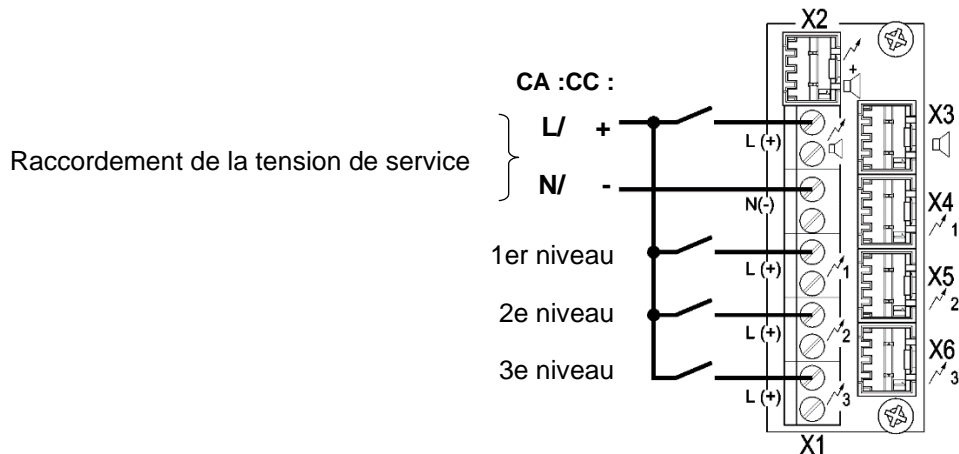 X2
CA :CC :
+
L/ +
L (+)
X3
Raccordement de la tension de service
N/ -
N(-)
X4
1
1er niveau
L (+)
1
X5
2
2e niveau
L (+)
2
X6
3
3e niveau
L (+)
3
X1